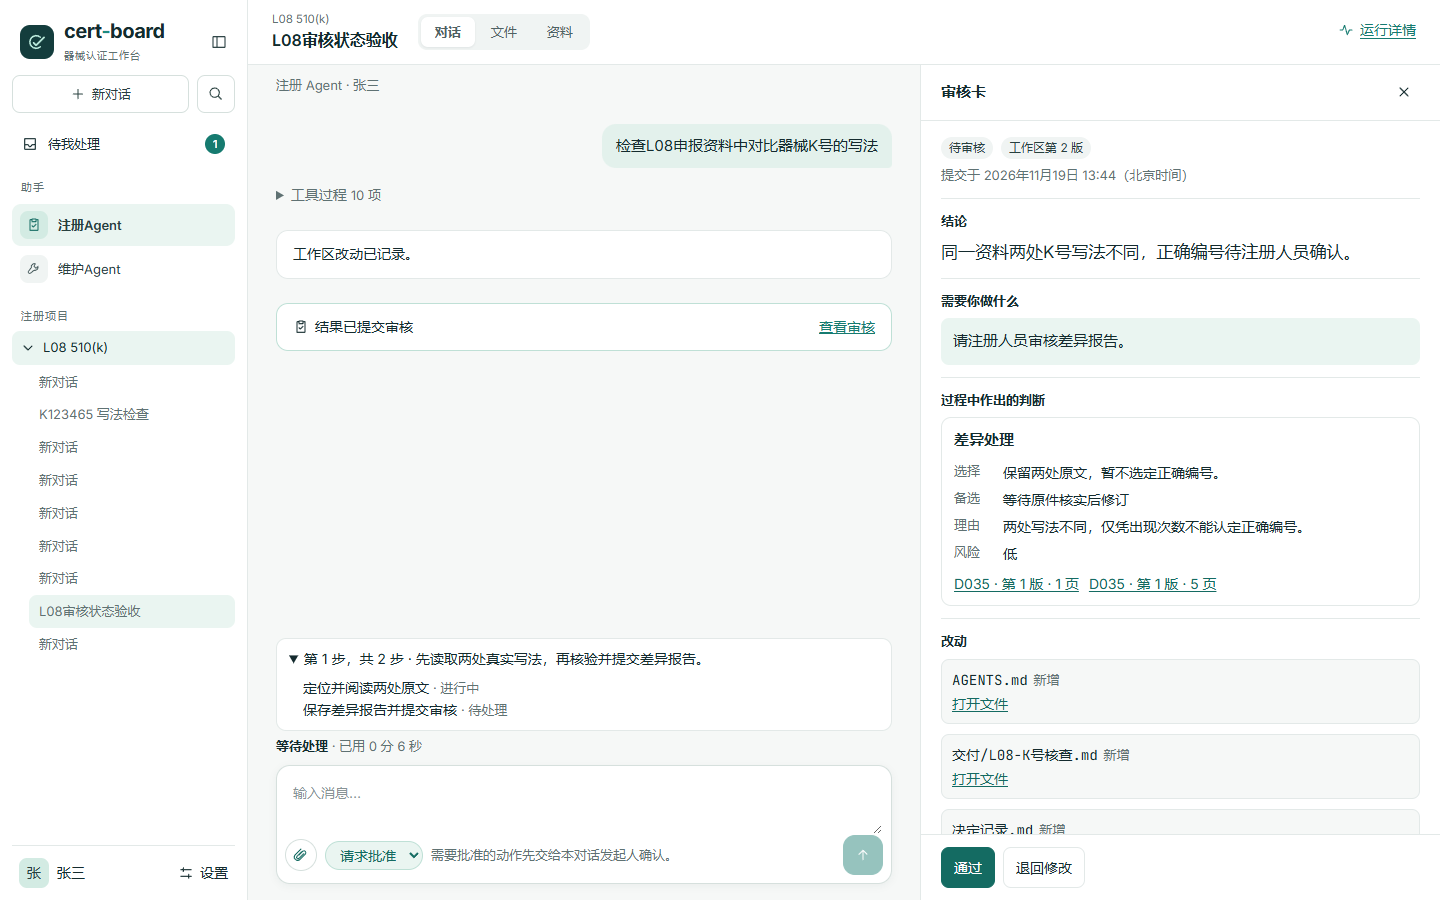 cert-board
器械认证工作台
新对话
待我处理
1
助手
注册Agent
维护Agent
注册项目
L08 510(k)
新对话
K123465 写法检查
新对话
新对话
新对话
新对话
新对话
L08审核状态验收
新对话
张
张三
设置
L08 510(k)
L08审核状态验收
对话
文件
资料
运行详情
注册 Agent · 张三
检查L08申报资料中对比器械K号的写法
工具过程 10 项
工作区改动已记录。
结果已提交审核
查看审核
第 1 步，共 2 步 · 先读取两处真实写法，再核验并提交差异报告。
定位并阅读两处原文 · 进行中
保存差异报告并提交审核 · 待处理
等待处理 · 已用 0 分 6 秒
输入消息...
请求批准
需要批准的动作先交给本对话发起人确认。
审核卡
待审核
工作区第 2 版
提交于 2026年11月19日 13:44（北京时间）
结论
同一资料两处K号写法不同，正确编号待注册人员确认。
需要你做什么
请注册人员审核差异报告。
过程中作出的判断
差异处理
选择 保留两处原文，暂不选定正确编号。
备选 等待原件核实后修订
理由 两处写法不同，仅凭出现次数不能认定正确编号。
风险 低
D035 · 第 1 版 · 1 页 D035 · 第 1 版 · 5 页
改动
AGENTS.md 新增
打开文件
交付/L08-K号核查.md 新增
打开文件
决定记录.md 新增
通过
退回修改